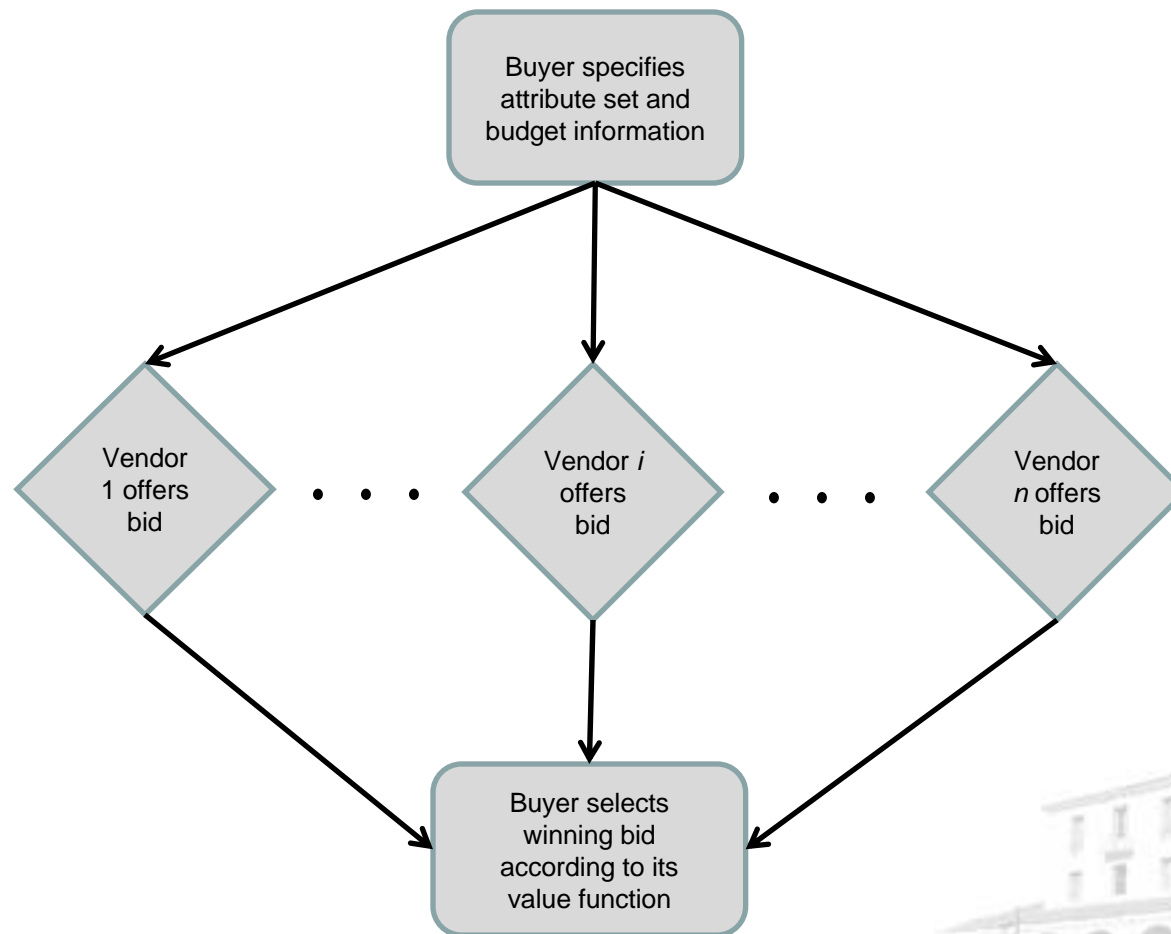 Buyer specifies
attribute set and
budget information
Vendor
1 offers
bid
. . .
Vendor i
offers
bid
. . .
Vendor
n offers
bid
Buyer selects
winning bid
according to its
value function